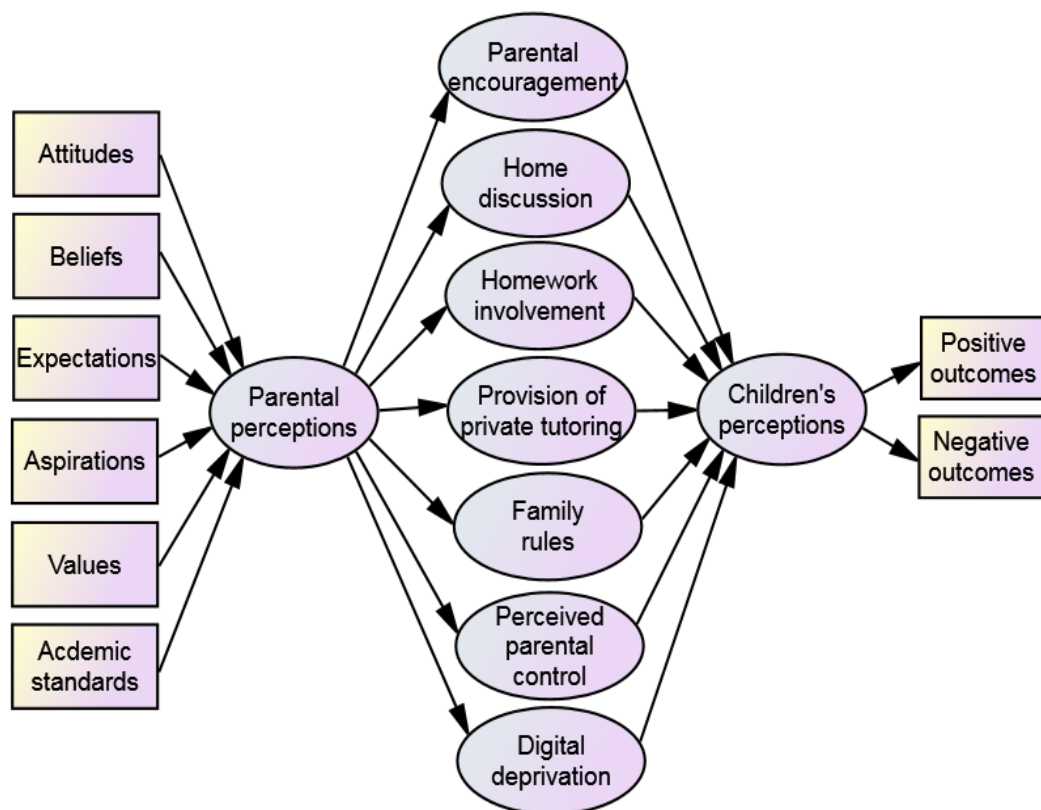 Attitudes
Beliefs
Expectations
Aspirations
Values
Acdemic
standards
Parental
perceptions
Parental
encouragement
Home
discussion
Homework
involvement
Provision of
private tutoring
Family
rules
Perceived
parental
control
Digital
deprivation
Children's
perceptions
Positive
outcomes
Negative
outcomes